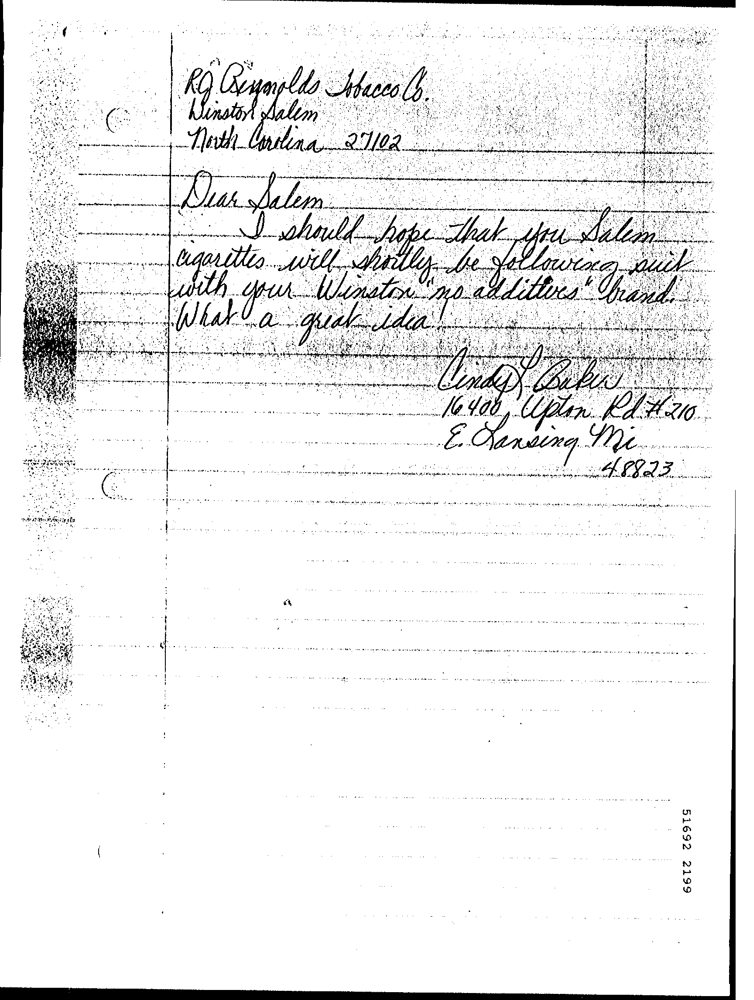 RJ Reynolds Tobacco Co.
Winston Salem
North Carolina 27102
Dear Salem
I should hope that you Salem
cigarettes will shortly be following suit
with your Winston "no additives" brand.
What a great idea!
Cindy L Baker
16400 Upton Rd #210
E. Lansing Mi
48823
51692 2199